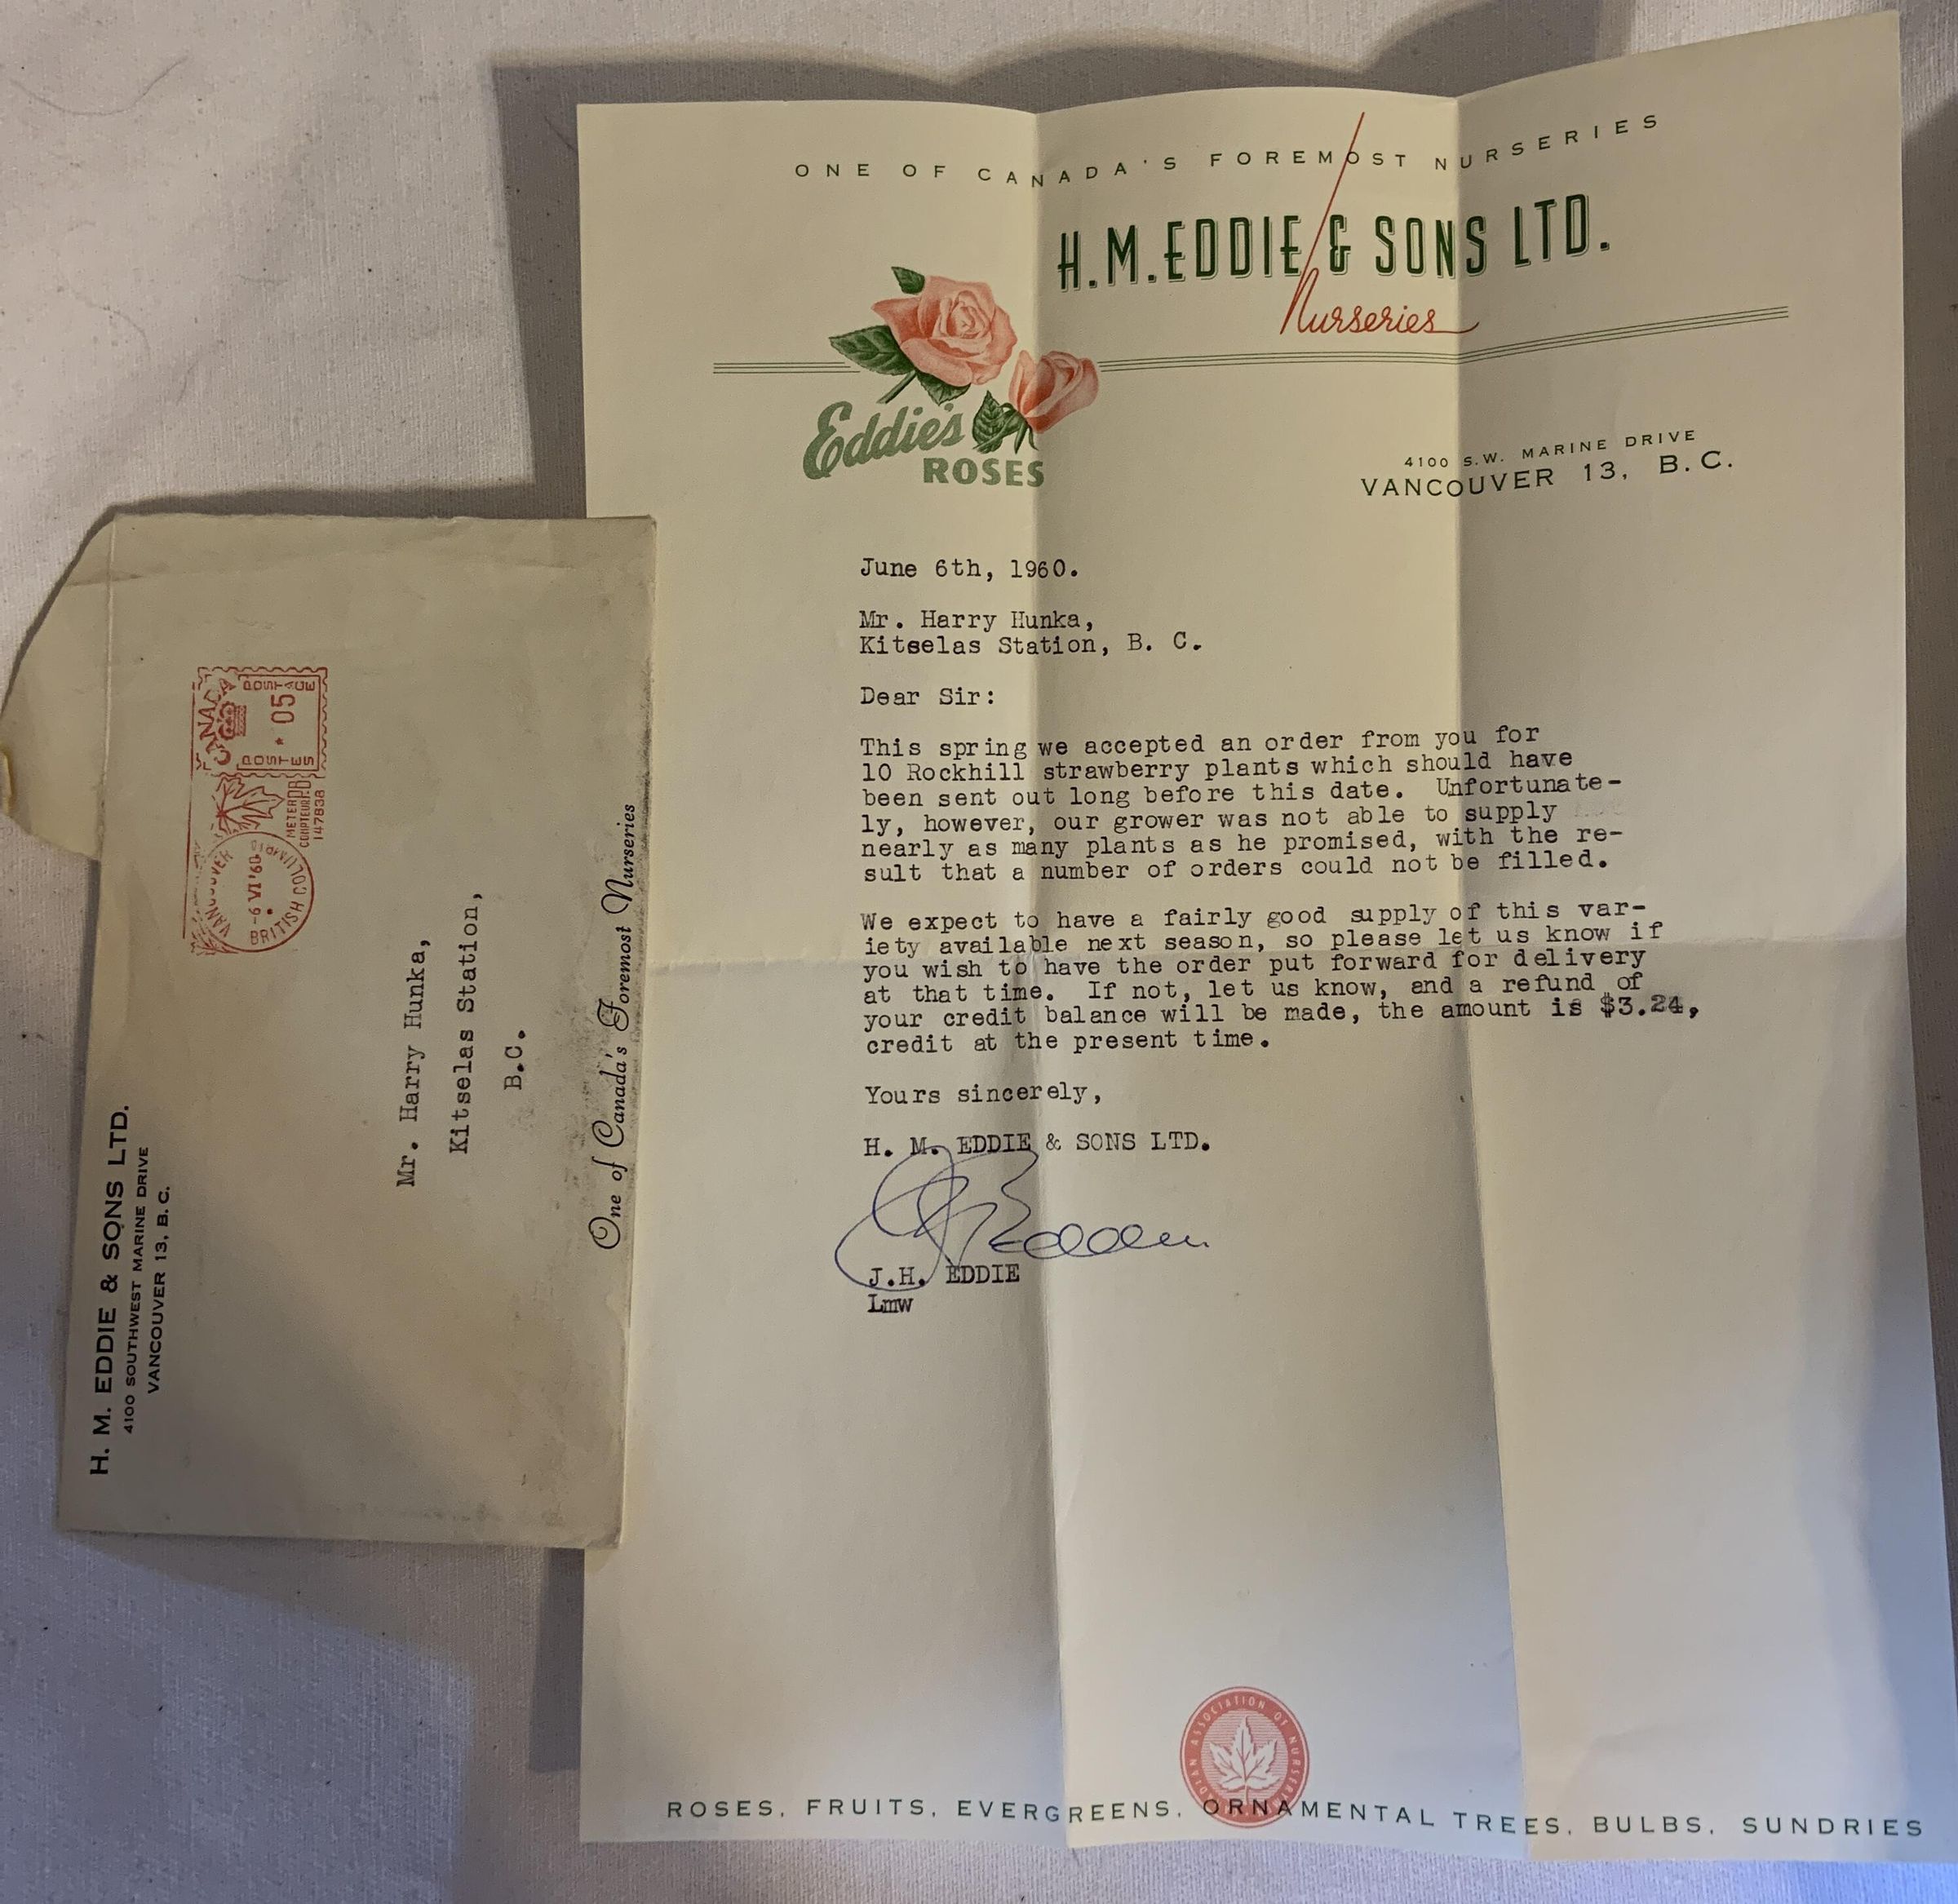 ONE OF CANADA'S FOREMOST NURSERIES
H.M. EDDIE & SONS LTD.
Nurseries
Eddie's
ROSES
4100 S.W. MARINE DRIVE
VANCOUVER 13, B.C.
June 6th, 1960.
Mr. Harry Hunka,
Kitselas Station, B. C.
Dear Sir:
This spring we accepted an order from you for
10 Rockhill strawberry plants which should have
been sent out long before this date. Unfortunate-
ly, however, our grower was not able to supply
nearly as many plants as he promised, with the re-
sult that a number of orders could not be filled.
We expect to have a fairly good supply of this var-
iety available next season, so please let us know if
you wish to have the order put forward for delivery
at that time. If not, let us know, and a refund of
your credit balance will be made, the amount is $3.24,
credit at the present time.
Yours sincerely,
H. M. EDDIE & SONS LTD.
J.H. EDDIE
Lmw
ASSOCIATION OF
ROSES, FRUITS, EVERGREENS, ORNAMENTAL TREES, BULBS, SUNDRIES
H. M. EDDIE & SONS LTD.
4100 SOUTHWEST MARINE DRIVE
VANCOUVER 13, B. C.
CANADA
POSTAGE
05
POSTES
METER
147838
VANCOUVER
-6 VI '60
BRITISH COLUMBIA
Mr. Harry Hunka,
Kitselas Station,
B.C.
One of Canada's Foremost Nurseries